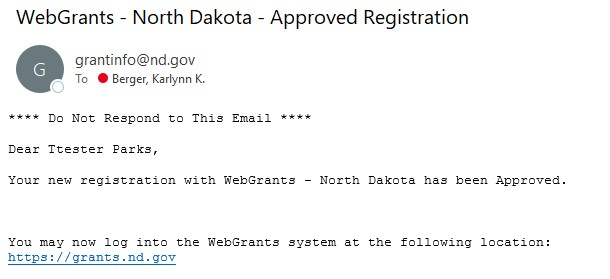 WebGrants - North Dakota - Approved Registration
G
grantinfo@nd.gov
To Berger, Karlynn K.
**** Do Not Respond to This Email ****
Dear Ttester Parks,
Your new registration with WebGrants - North Dakota has been Approved.
You may now log into the WebGrants system at the following location:
https://grants.nd.gov